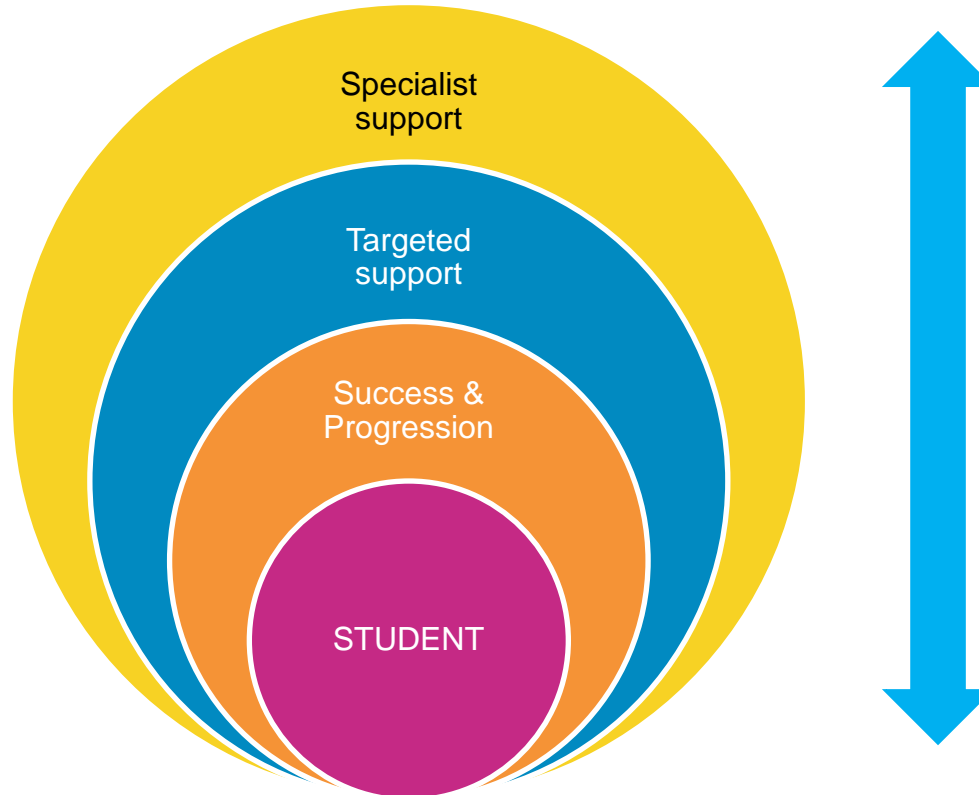 Specialist
support
Targeted
support
Success &
Progression
STUDENT